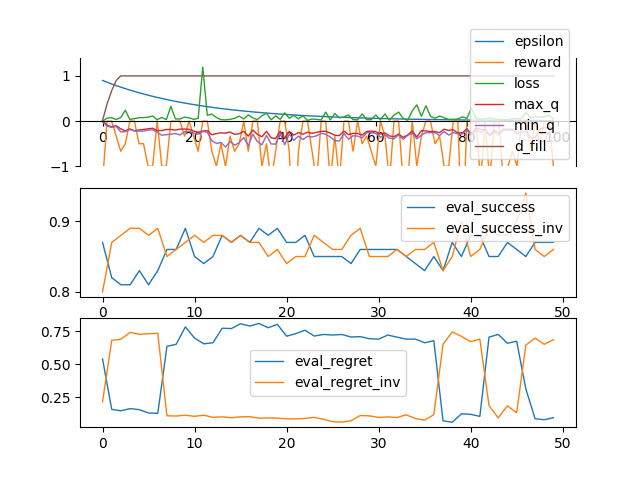 epsilon
reward
loss
max_q
min_q
d_fill
1
0
−1
0 20 40 60 80 100
eval_success
eval_success_inv
0.9
0.8
0 10 20 30 40 50
eval_regret
eval_regret_inv
0.75
0.50
0.25
0 10 20 30 40 50